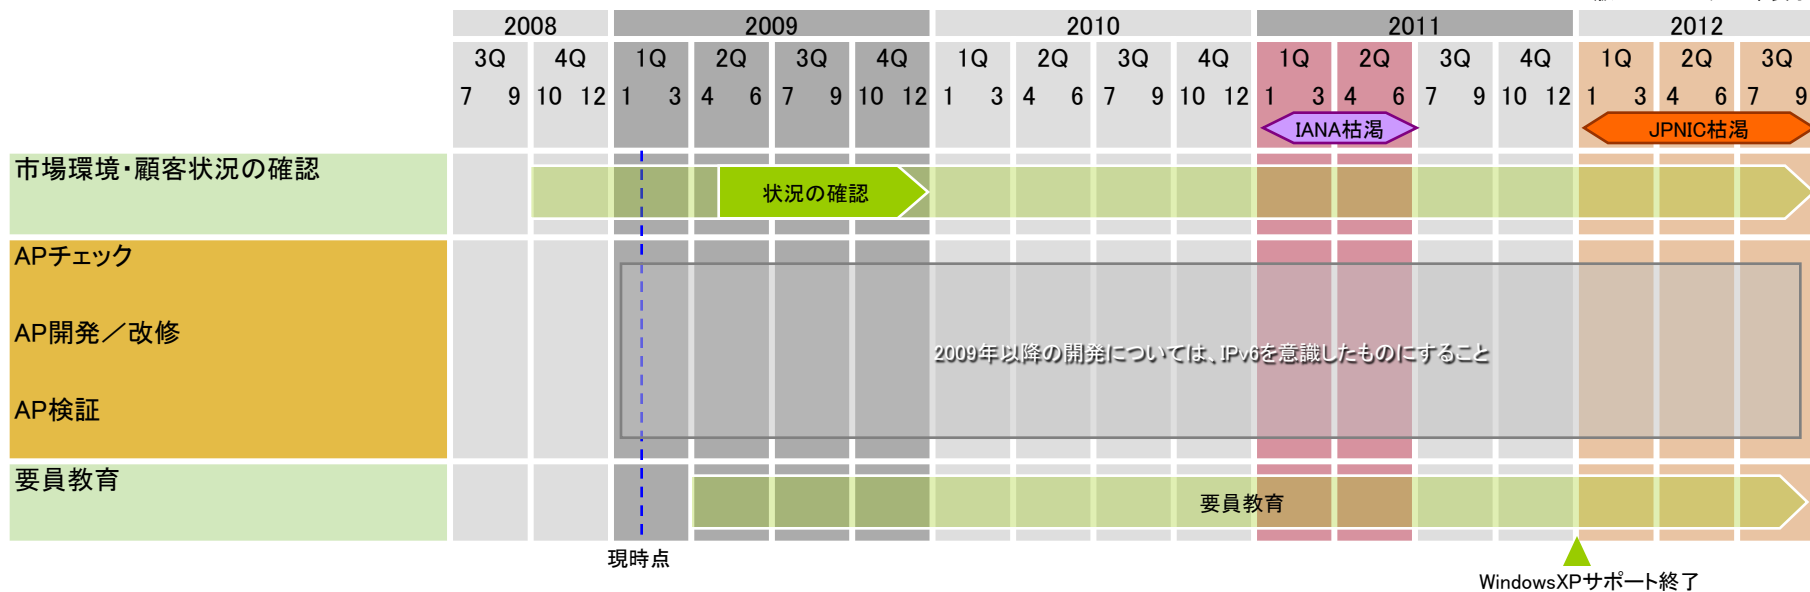 2008 2009 2010 2011 2012
3Q 4Q 1Q 2Q 3Q 4Q 1Q 2Q 3Q 4Q 1Q 2Q 3Q 4Q 1Q 2Q 3Q
7 9 10 12 1 3 4 6 7 9 10 12 1 3 4 6 7 9 10 12 1 3 4 6 7 9 10 12 1 3 4 6 7 9
IANA枯渇 JPNIC枯渇
市場環境・顧客状況の確認
状況の確認
APチェック
AP開発／改修
2009年以降の開発については、IPv6を意識したものにすること
AP検証
要員教育
要員教育
現時点
WindowsXPサポート終了